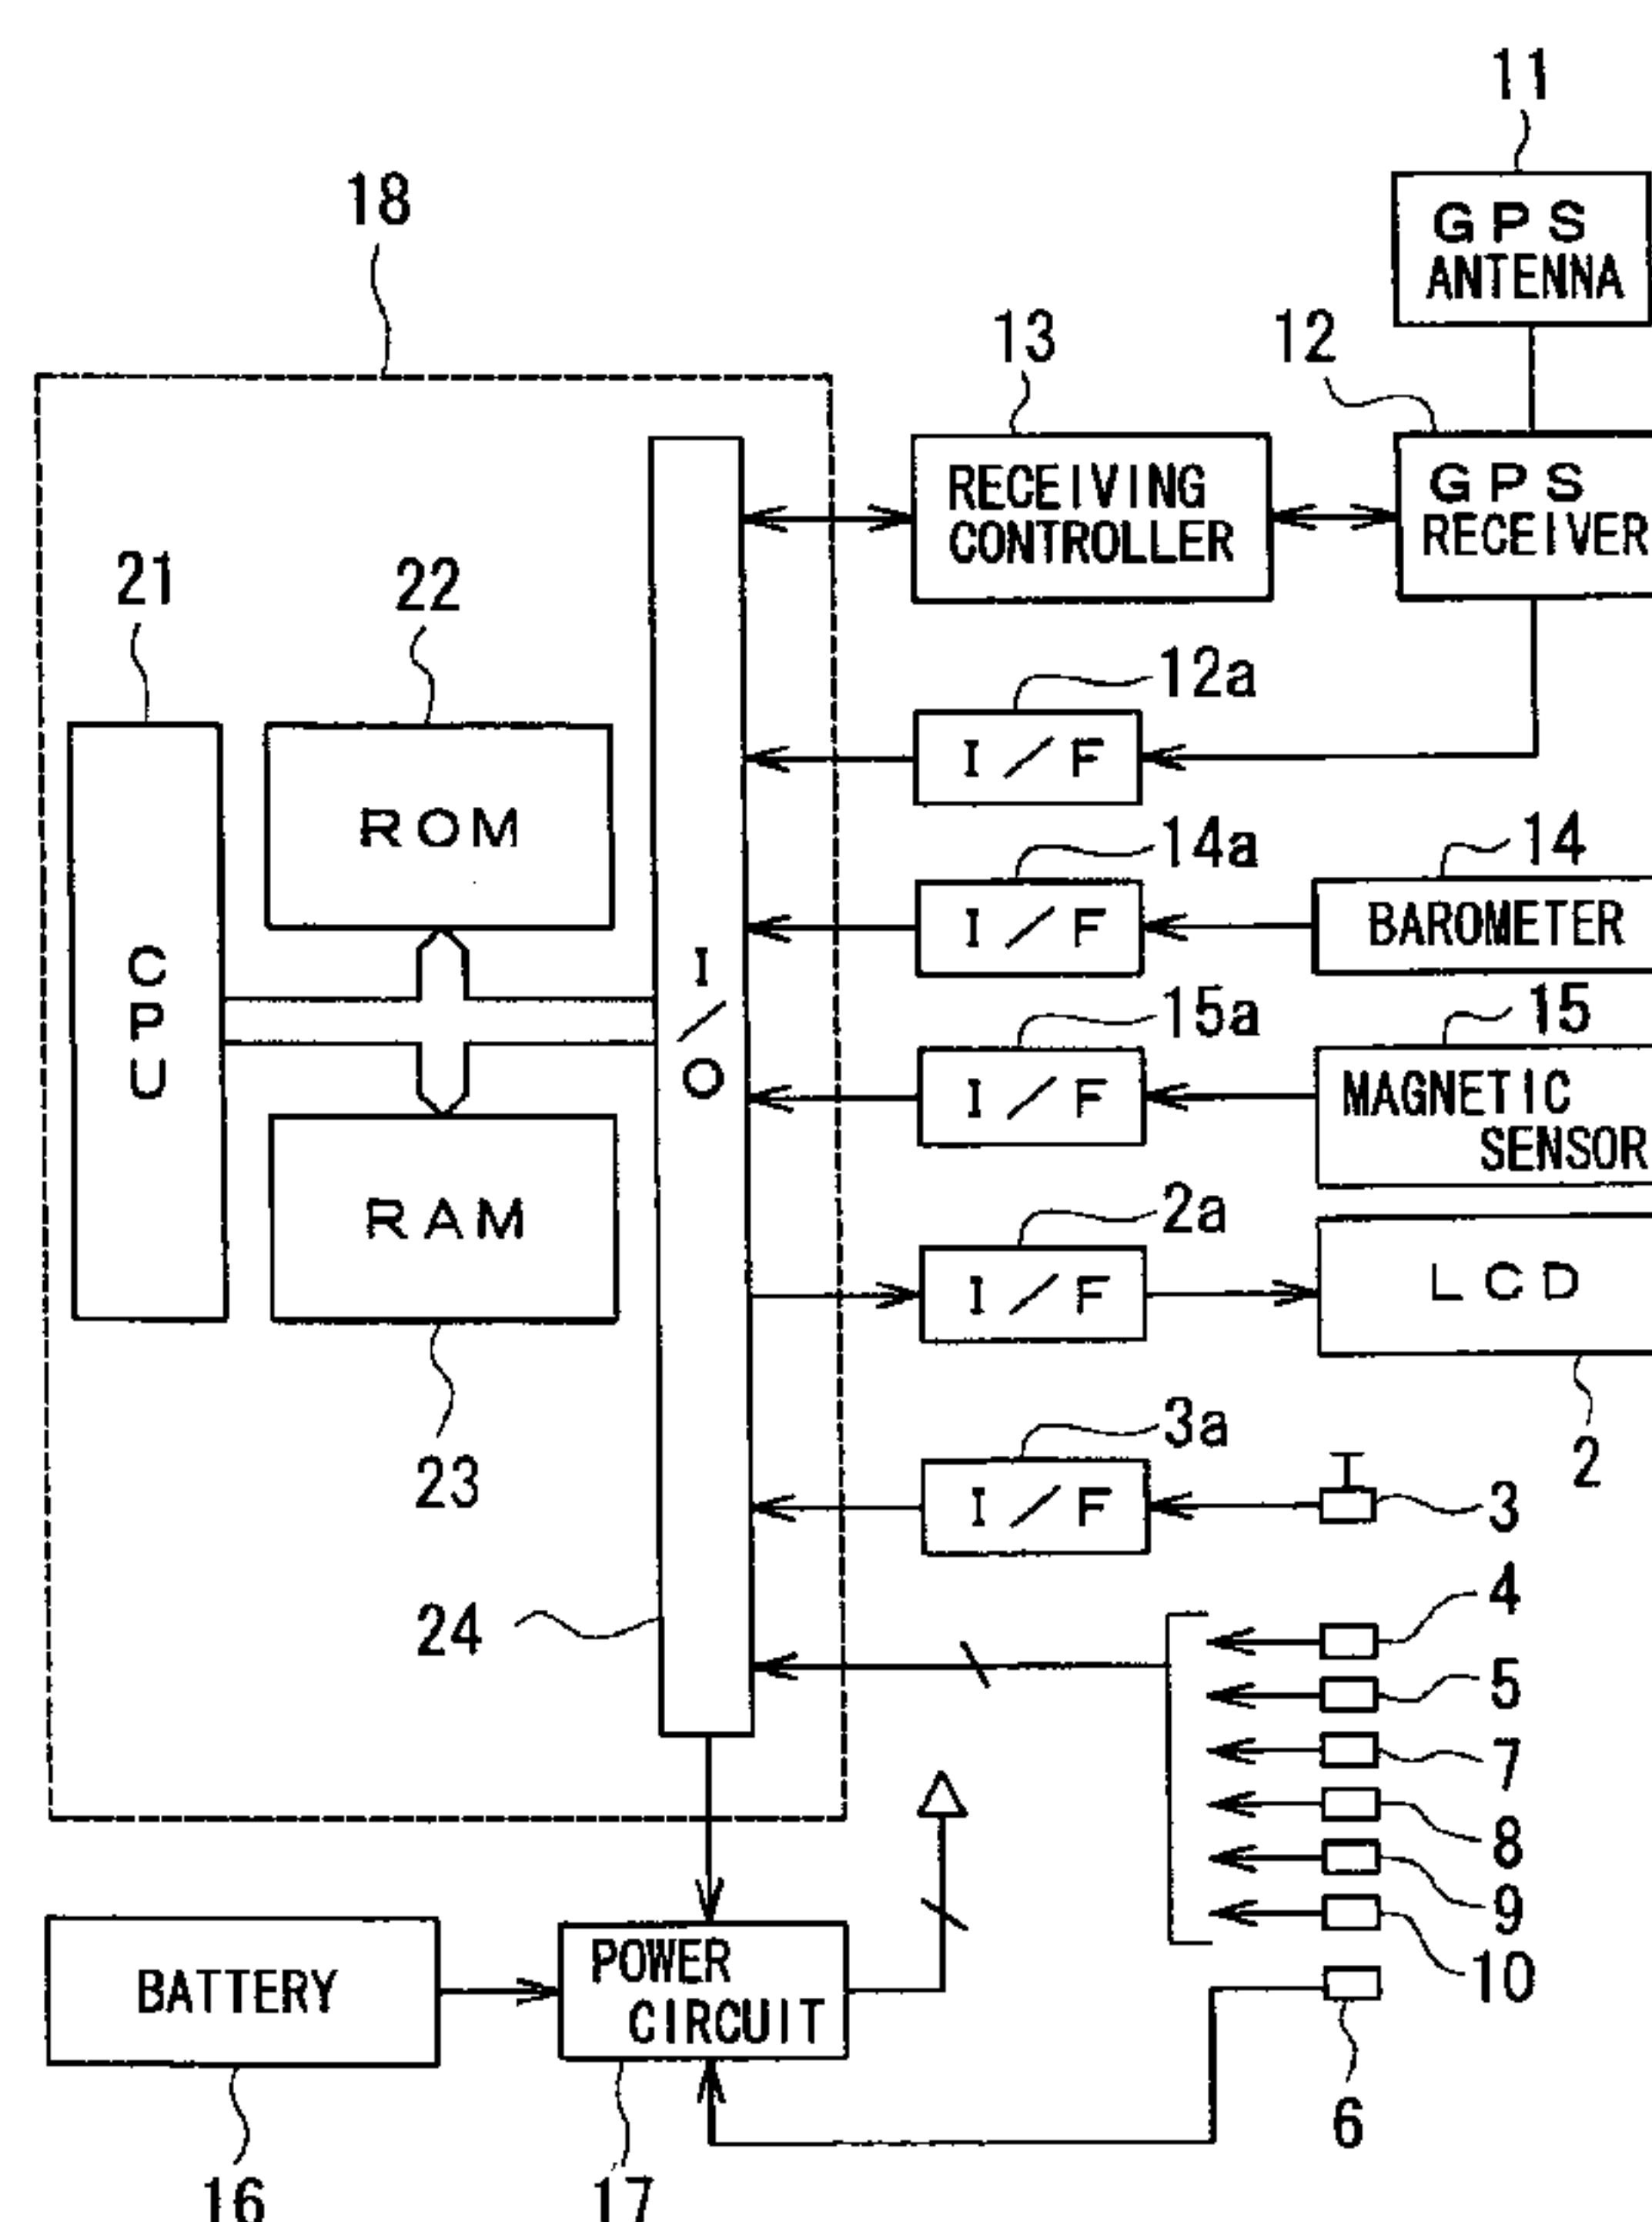 11
GPS
ANTENNA
18
13
12
RECEIVING
CONTROLLER
GPS
RECEIVER
21
22
12a
I/F
ROM
14a
14
I/F
BAROMETER
CPU
I/O
15a
15
I/F
MAGNETIC
SENSOR
RAM
2a
I/F
LCD
23
3a
2
I/F
3
24
4
5
7
8
9
10
BATTERY
POWER
CIRCUIT
6
16
17